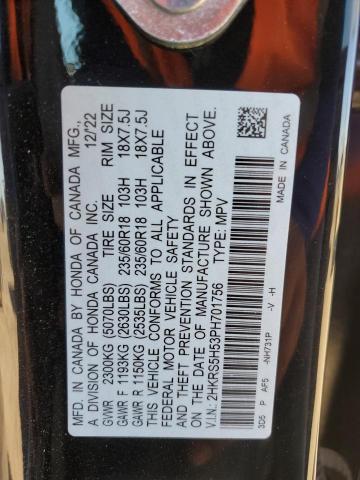 MFD. IN CANADA BY HONDA OF CANADA MFG.,
A DIVISION OF HONDA CANADA INC. 12/22
TIRE SIZE RIM SIZE
GVWR 2300KG (5070LBS)
GAWR F 1193KG (2630LBS) 235/60R18 103H 18X7.5J
GAWR R 1150KG (2535LBS) 235/60R18 103H 18X7.5J
THIS VEHICLE CONFORMS TO ALL APPLICABLE
FEDERAL MOTOR VEHICLE SAFETY
AND THEFT PREVENTION STANDARDS IN EFFECT
ON THE DATE OF MANUFACTURE SHOWN ABOVE.
V.I.N.: 2HKRS5H53PH701756 TYPE: MPV
3D5 P AF5 -NH731P -V -H
MADE IN CANADA